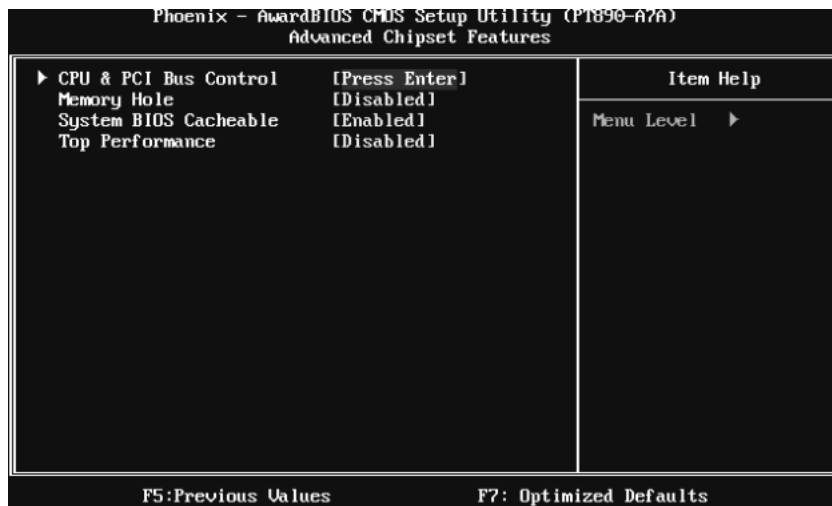 Phoenix - AwardBIOS CMOS Setup Utility (PT890-A7A)
Advanced Chipset Features
CPU & PCI Bus Control [Press Enter]
Memory Hole [Disabled]
System BIOS Cacheable [Enabled]
Top Performance [Disabled]
Item Help
Menu Level
F5:Previous Values F7: Optimized Defaults